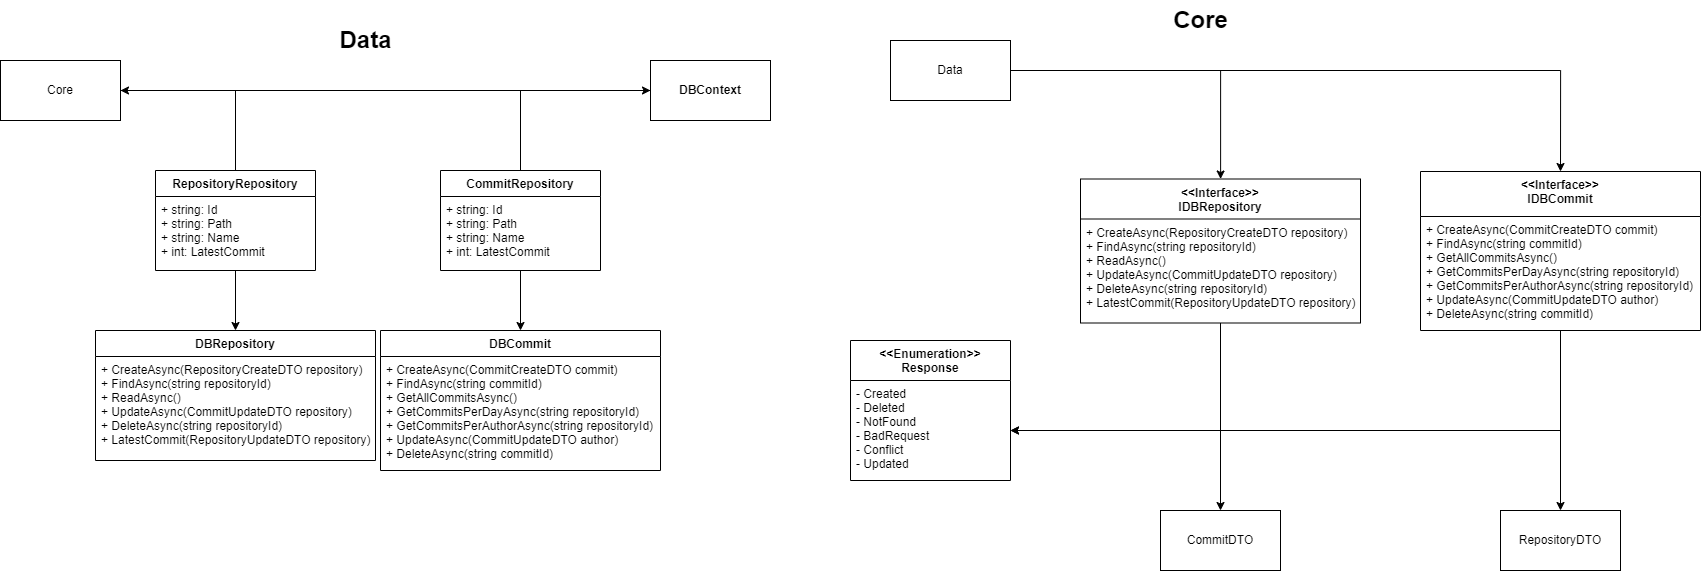 Data
Core
DBContext
RepositoryRepository
+ string: Id
+ string: Path
+ string: Name
+ int: LatestCommit
CommitRepository
+ string: Id
+ string: Path
+ string: Name
+ int: LatestCommit
DBRepository
+ CreateAsync(RepositoryCreateDTO repository)
+ FindAsync(string repositoryId)
+ ReadAsync()
+ UpdateAsync(CommitUpdateDTO repository)
+ DeleteAsync(string repositoryId)
+ LatestCommit(RepositoryUpdateDTO repository)
DBCommit
+ CreateAsync(CommitCreateDTO commit)
+ FindAsync(string commitId)
+ GetAllCommitsAsync()
+ GetCommitsPerDayAsync(string repositoryId)
+ GetCommitsPerAuthorAsync(string repositoryId)
+ UpdateAsync(CommitUpdateDTO author)
+ DeleteAsync(string commitId)
Core
Data
<<Interface>>
IDBRepository
+ CreateAsync(RepositoryCreateDTO repository)
+ FindAsync(string repositoryId)
+ ReadAsync()
+ UpdateAsync(CommitUpdateDTO repository)
+ DeleteAsync(string repositoryId)
+ LatestCommit(RepositoryUpdateDTO repository)
<<Interface>>
IDBCommit
+ CreateAsync(CommitCreateDTO commit)
+ FindAsync(string commitId)
+ GetAllCommitsAsync()
+ GetCommitsPerDayAsync(string repositoryId)
+ GetCommitsPerAuthorAsync(string repositoryId)
+ UpdateAsync(CommitUpdateDTO author)
+ DeleteAsync(string commitId)
<<Enumeration>>
Response
- Created
- Deleted
- NotFound
- BadRequest
- Conflict
- Updated
CommitDTO
RepositoryDTO